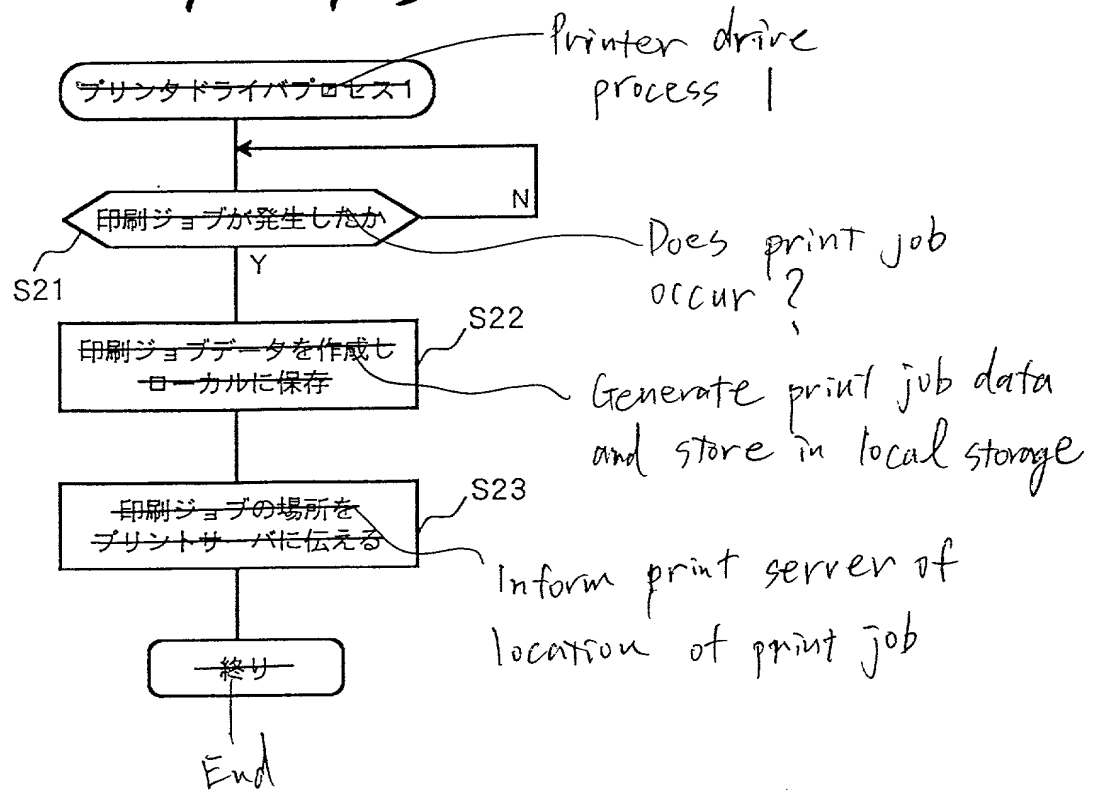 プリンタドライバプロセス1
Printer drive
process 1
N
印刷ジョブが発生したか
S21
Y
Does print job
occur ?
S22
印刷ジョブデータを作成し
ローカルに保存
Generate print job data
and store in local storage
S23
印刷ジョブの場所を
プリントサーバに伝える
Inform print server of
location of print job
終り
End